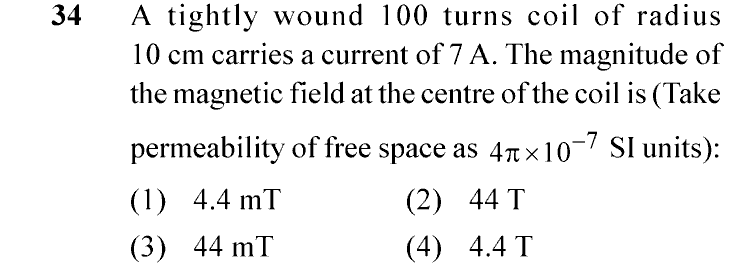 34 A tightly wound 100 turns coil of radius
10 cm carries a current of 7 A. The magnitude of
the magnetic field at the centre of the coil is (Take
permeability of free space as 4π×10⁻⁷ SI units):
(1) 4.4 mT (2) 44 T
(3) 44 mT (4) 4.4 T